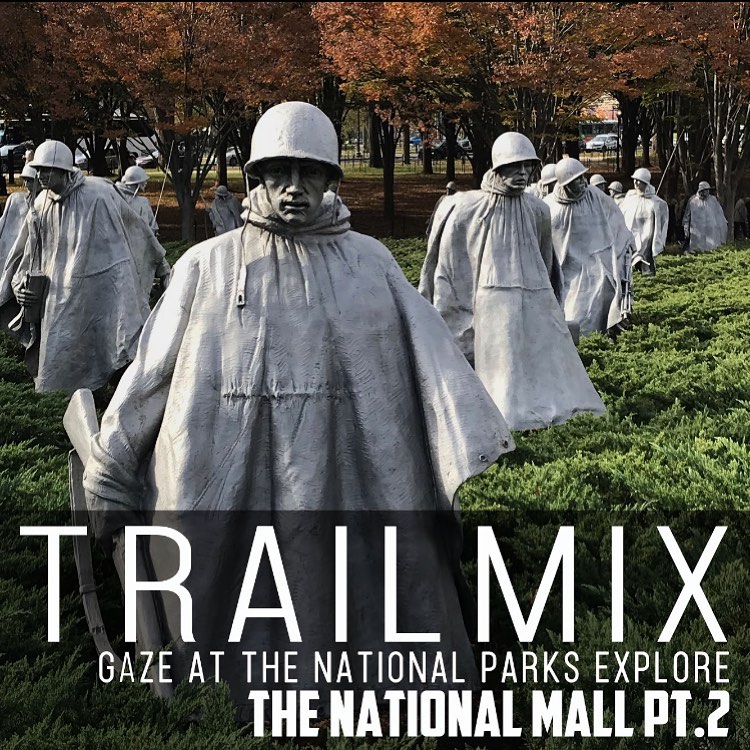 TRAILMIX
GAZE AT THE NATIONAL PARKS EXPLORE
THE NATIONAL MALL PT.2